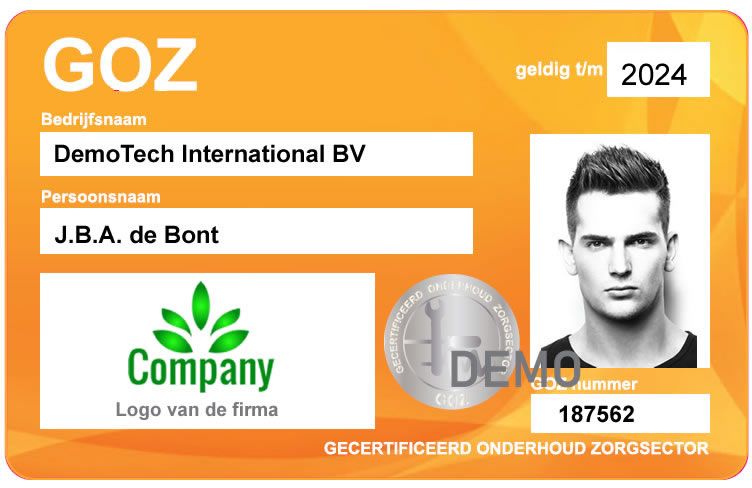 GOZ
geldig t/m 2024
Bedrijfsnaam
DemoTech International BV
Persoonsnaam
J.B.A. de Bont
Company
Logo van de firma
GECERTIFICEERD ONDERHOUD ZORGSECTOR
DEMO
GOZ nummer
187562
GECERTIFICEERD ONDERHOUD ZORGSECTOR